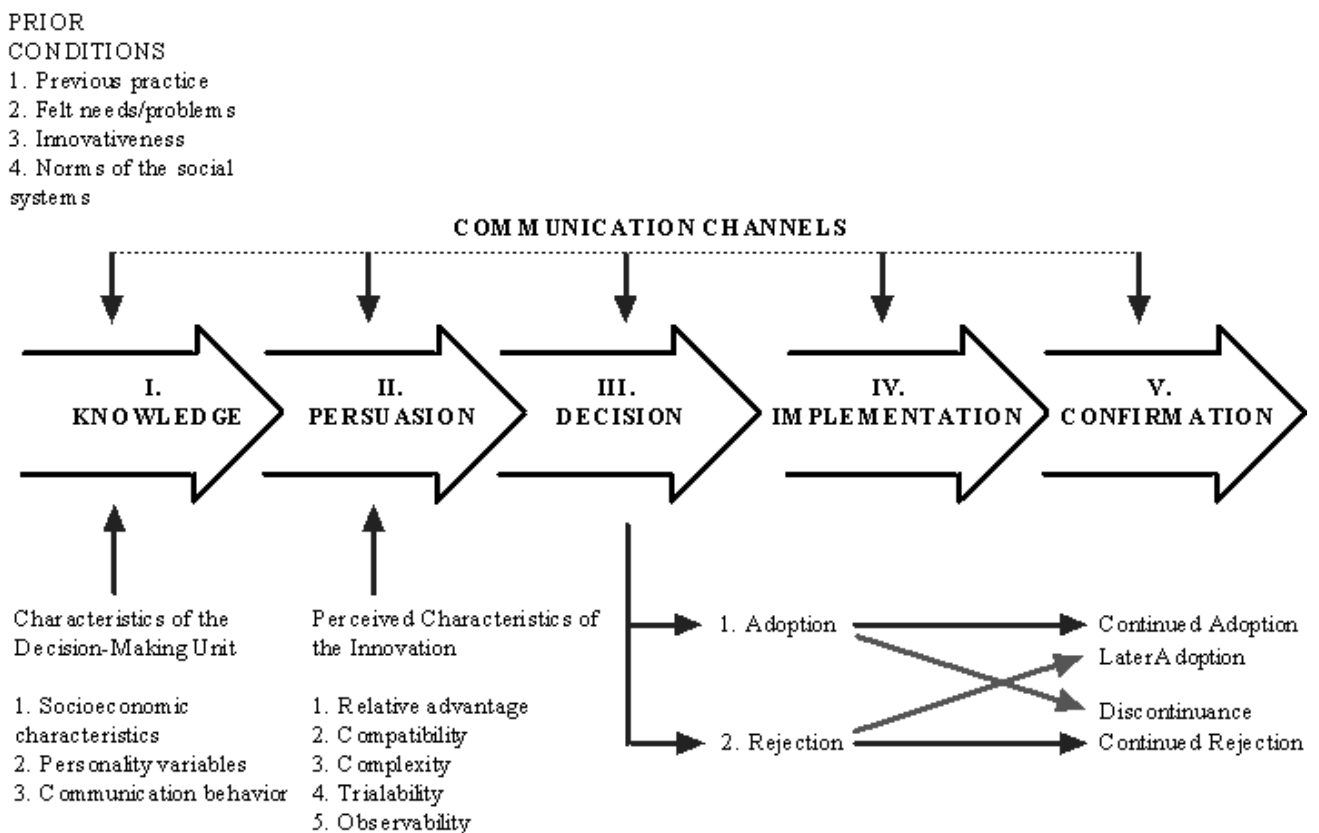 PRIOR
CONDITIONS
1. Previous practice
2. Felt needs/problems
3. Innovativeness
4. Norms of the social
systems
COMMUNICATION CHANNELS
I.
KNOWLEDGE
II.
PERSUASION
III.
DECISION
IV.
IMPLEMENTATION
V.
CONFIRMATION
Characteristics of the
Decision-Making Unit
1. Socioeconomic
characteristics
2. Personality variables
3. Communication behavior
Perceived Characteristics of
the Innovation
1. Relative advantage
2. Compatibility
3. Complexity
4. Trialability
5. Observability
1. Adoption
2. Rejection
Continued Adoption
Later Adoption
Discontinuance
Continued Rejection